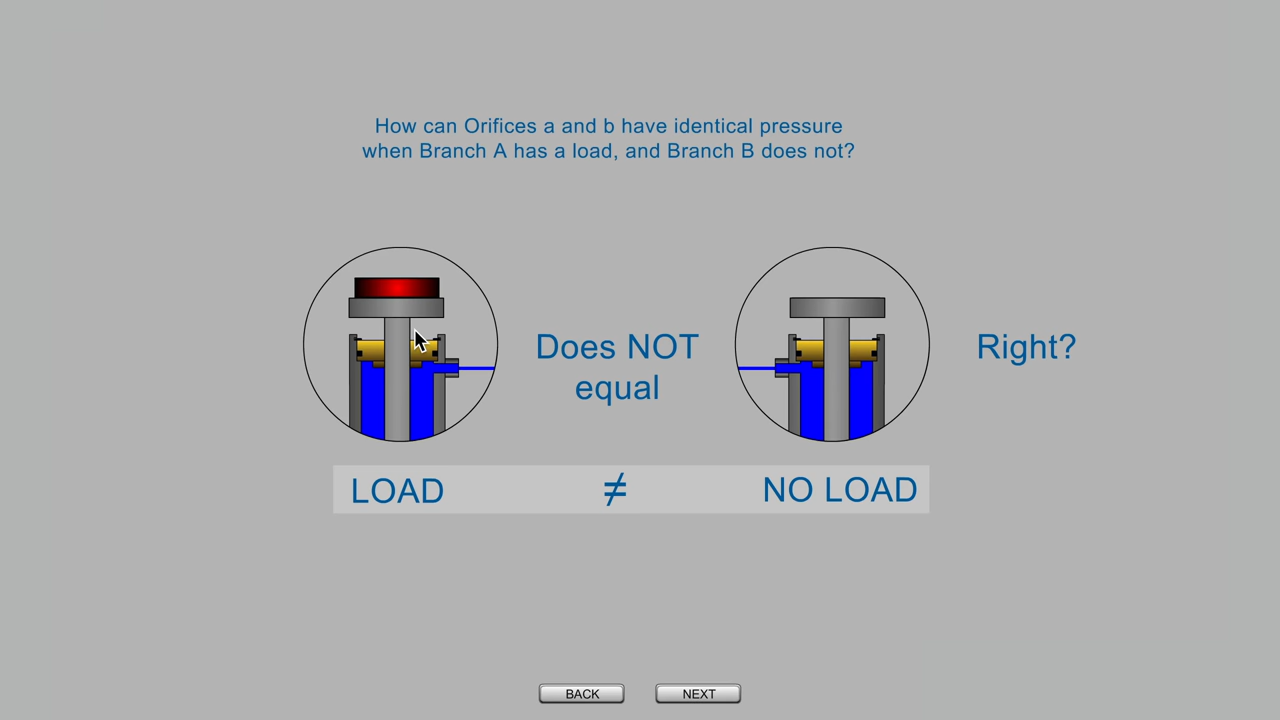 How can Orifices a and b have identical pressure
when Branch A has a load, and Branch B does not?
Does NOT
equal
Right?
LOAD
≠
NO LOAD
BACK
NEXT